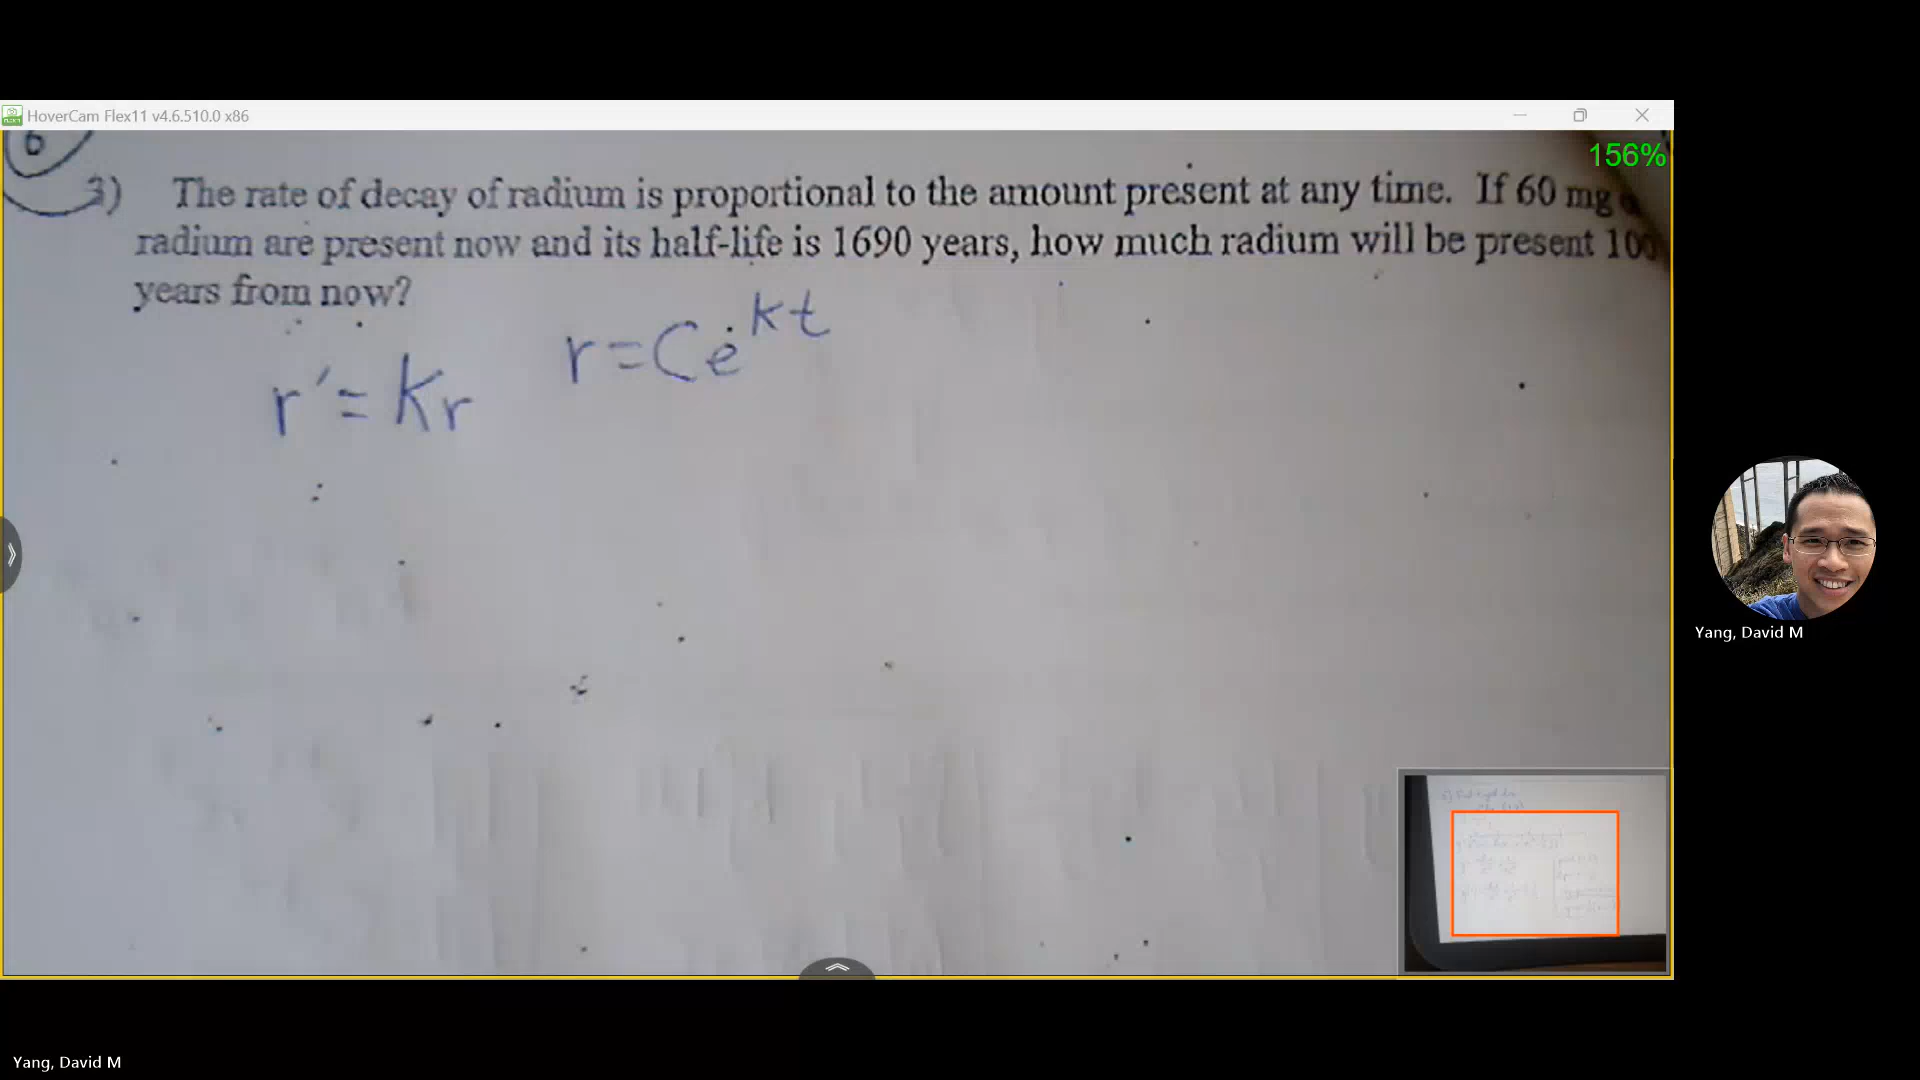 HoverCam Flex11 v4.6.510.0 x86
156%
6
3) The rate of decay of radium is proportional to the amount present at any time. If 60 mg
radium are present now and its half-life is 1690 years, how much radium will be present 100
years from now?
r = Ce^{kt}
r' = kr
Yang, David M
Yang, David M